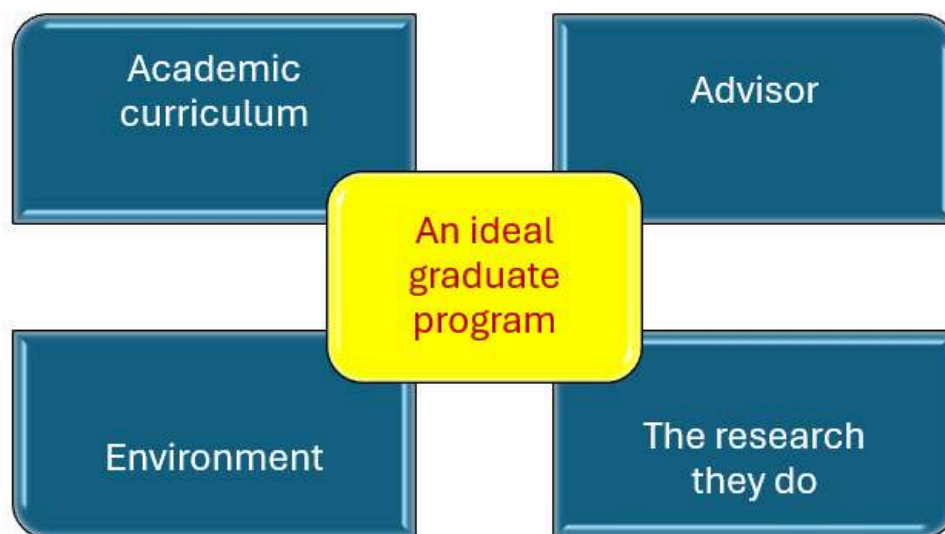 Academic
curriculum
Advisor
An ideal
graduate
program
Environment
The research
they do